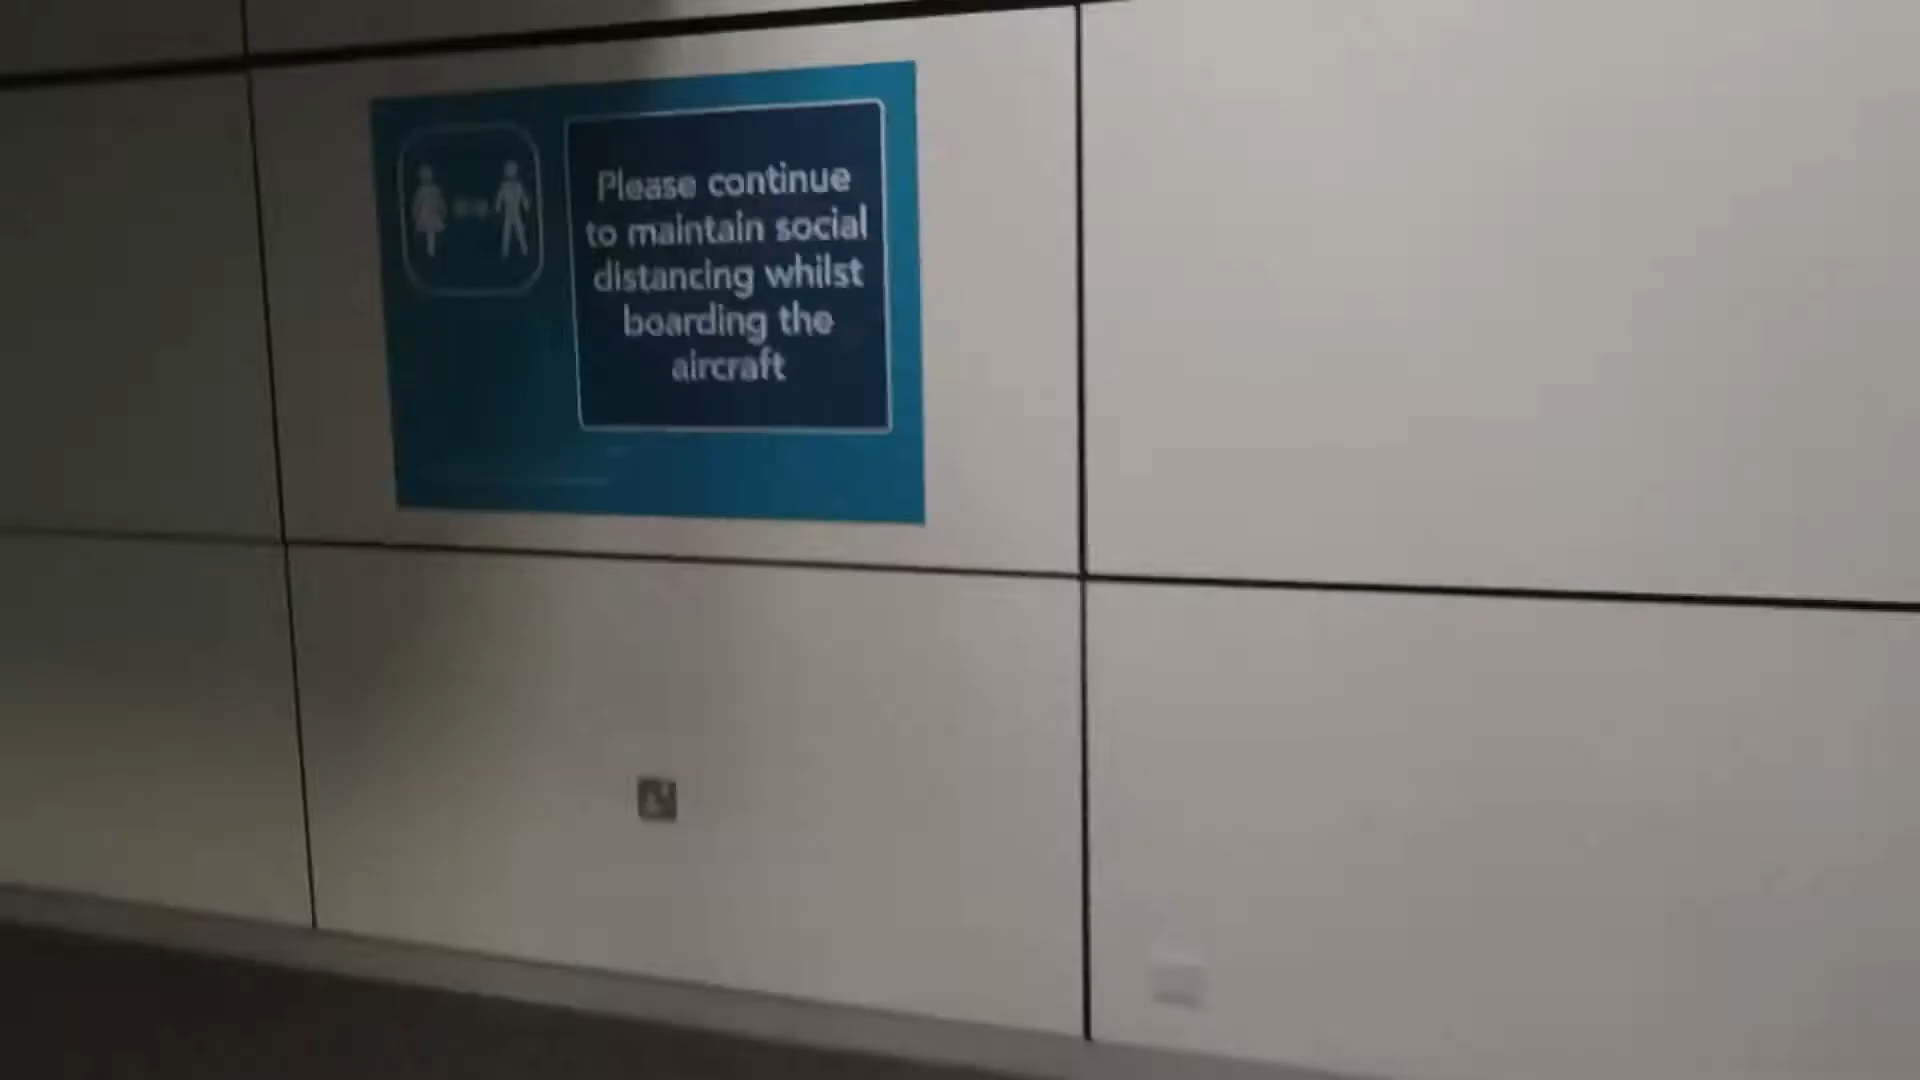 Please continue
to maintain social
distancing whilst
boarding the
aircraft